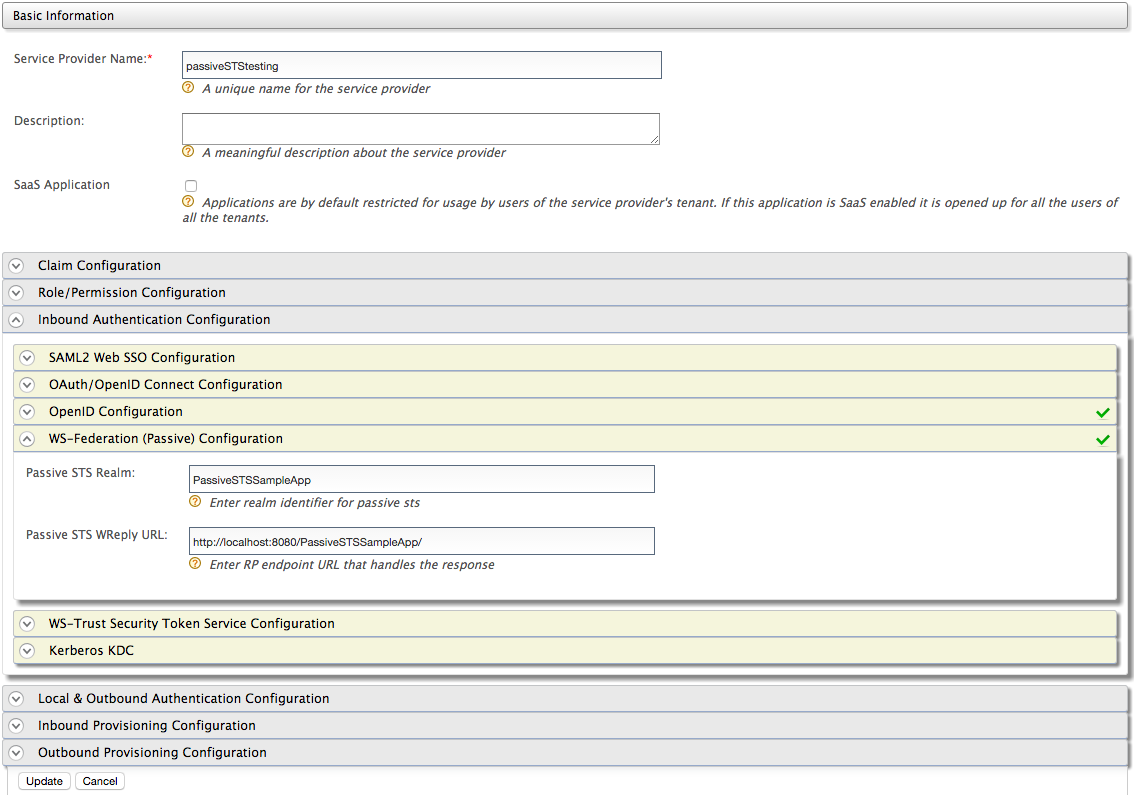 Basic Information
Service Provider Name:*
passiveSTStesting
? A unique name for the service provider
Description:
? A meaningful description about the service provider
SaaS Application
? Applications are by default restricted for usage by users of the service provider's tenant. If this application is SaaS enabled it is opened up for all the users of
all the tenants.
Claim Configuration
Role/Permission Configuration
Inbound Authentication Configuration
SAML2 Web SSO Configuration
OAuth/OpenID Connect Configuration
OpenID Configuration
WS-Federation (Passive) Configuration
Passive STS Realm:
PassiveSTSSampleApp
? Enter realm identifier for passive sts
Passive STS WReply URL:
http://localhost:8080/PassiveSTSSampleApp/
? Enter RP endpoint URL that handles the response
WS-Trust Security Token Service Configuration
Kerberos KDC
Local & Outbound Authentication Configuration
Inbound Provisioning Configuration
Outbound Provisioning Configuration
Update Cancel